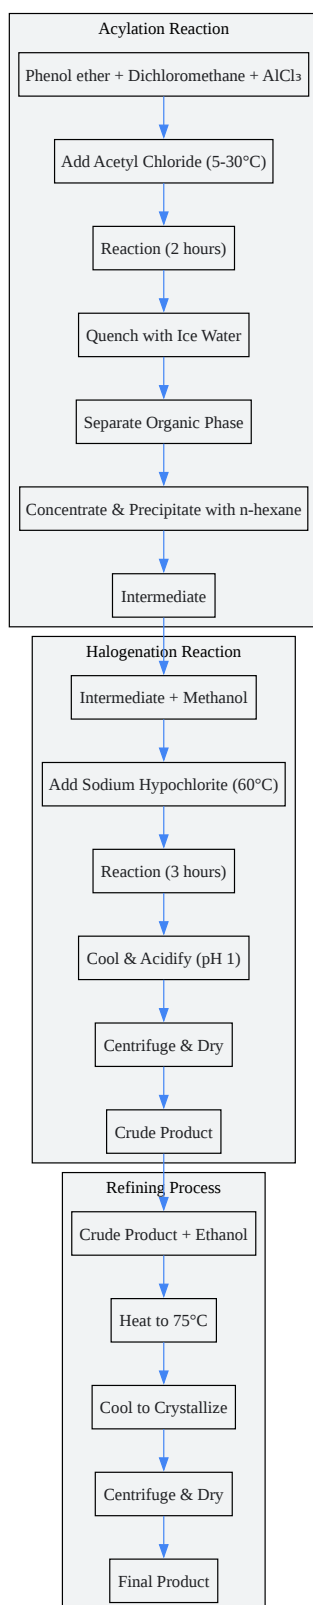 Acylation Reaction
Phenol ether + Dichloromethane + AlCl₃
Add Acetyl Chloride (5-30°C)
Reaction (2 hours)
Quench with Ice Water
Separate Organic Phase
Concentrate & Precipitate with n-hexane
Intermediate
Halogenation Reaction
Intermediate + Methanol
Add Sodium Hypochlorite (60°C)
Reaction (3 hours)
Cool & Acidify (pH 1)
Centrifuge & Dry
Crude Product
Refining Process
Crude Product + Ethanol
Heat to 75°C
Cool to Crystallize
Centrifuge & Dry
Final Product